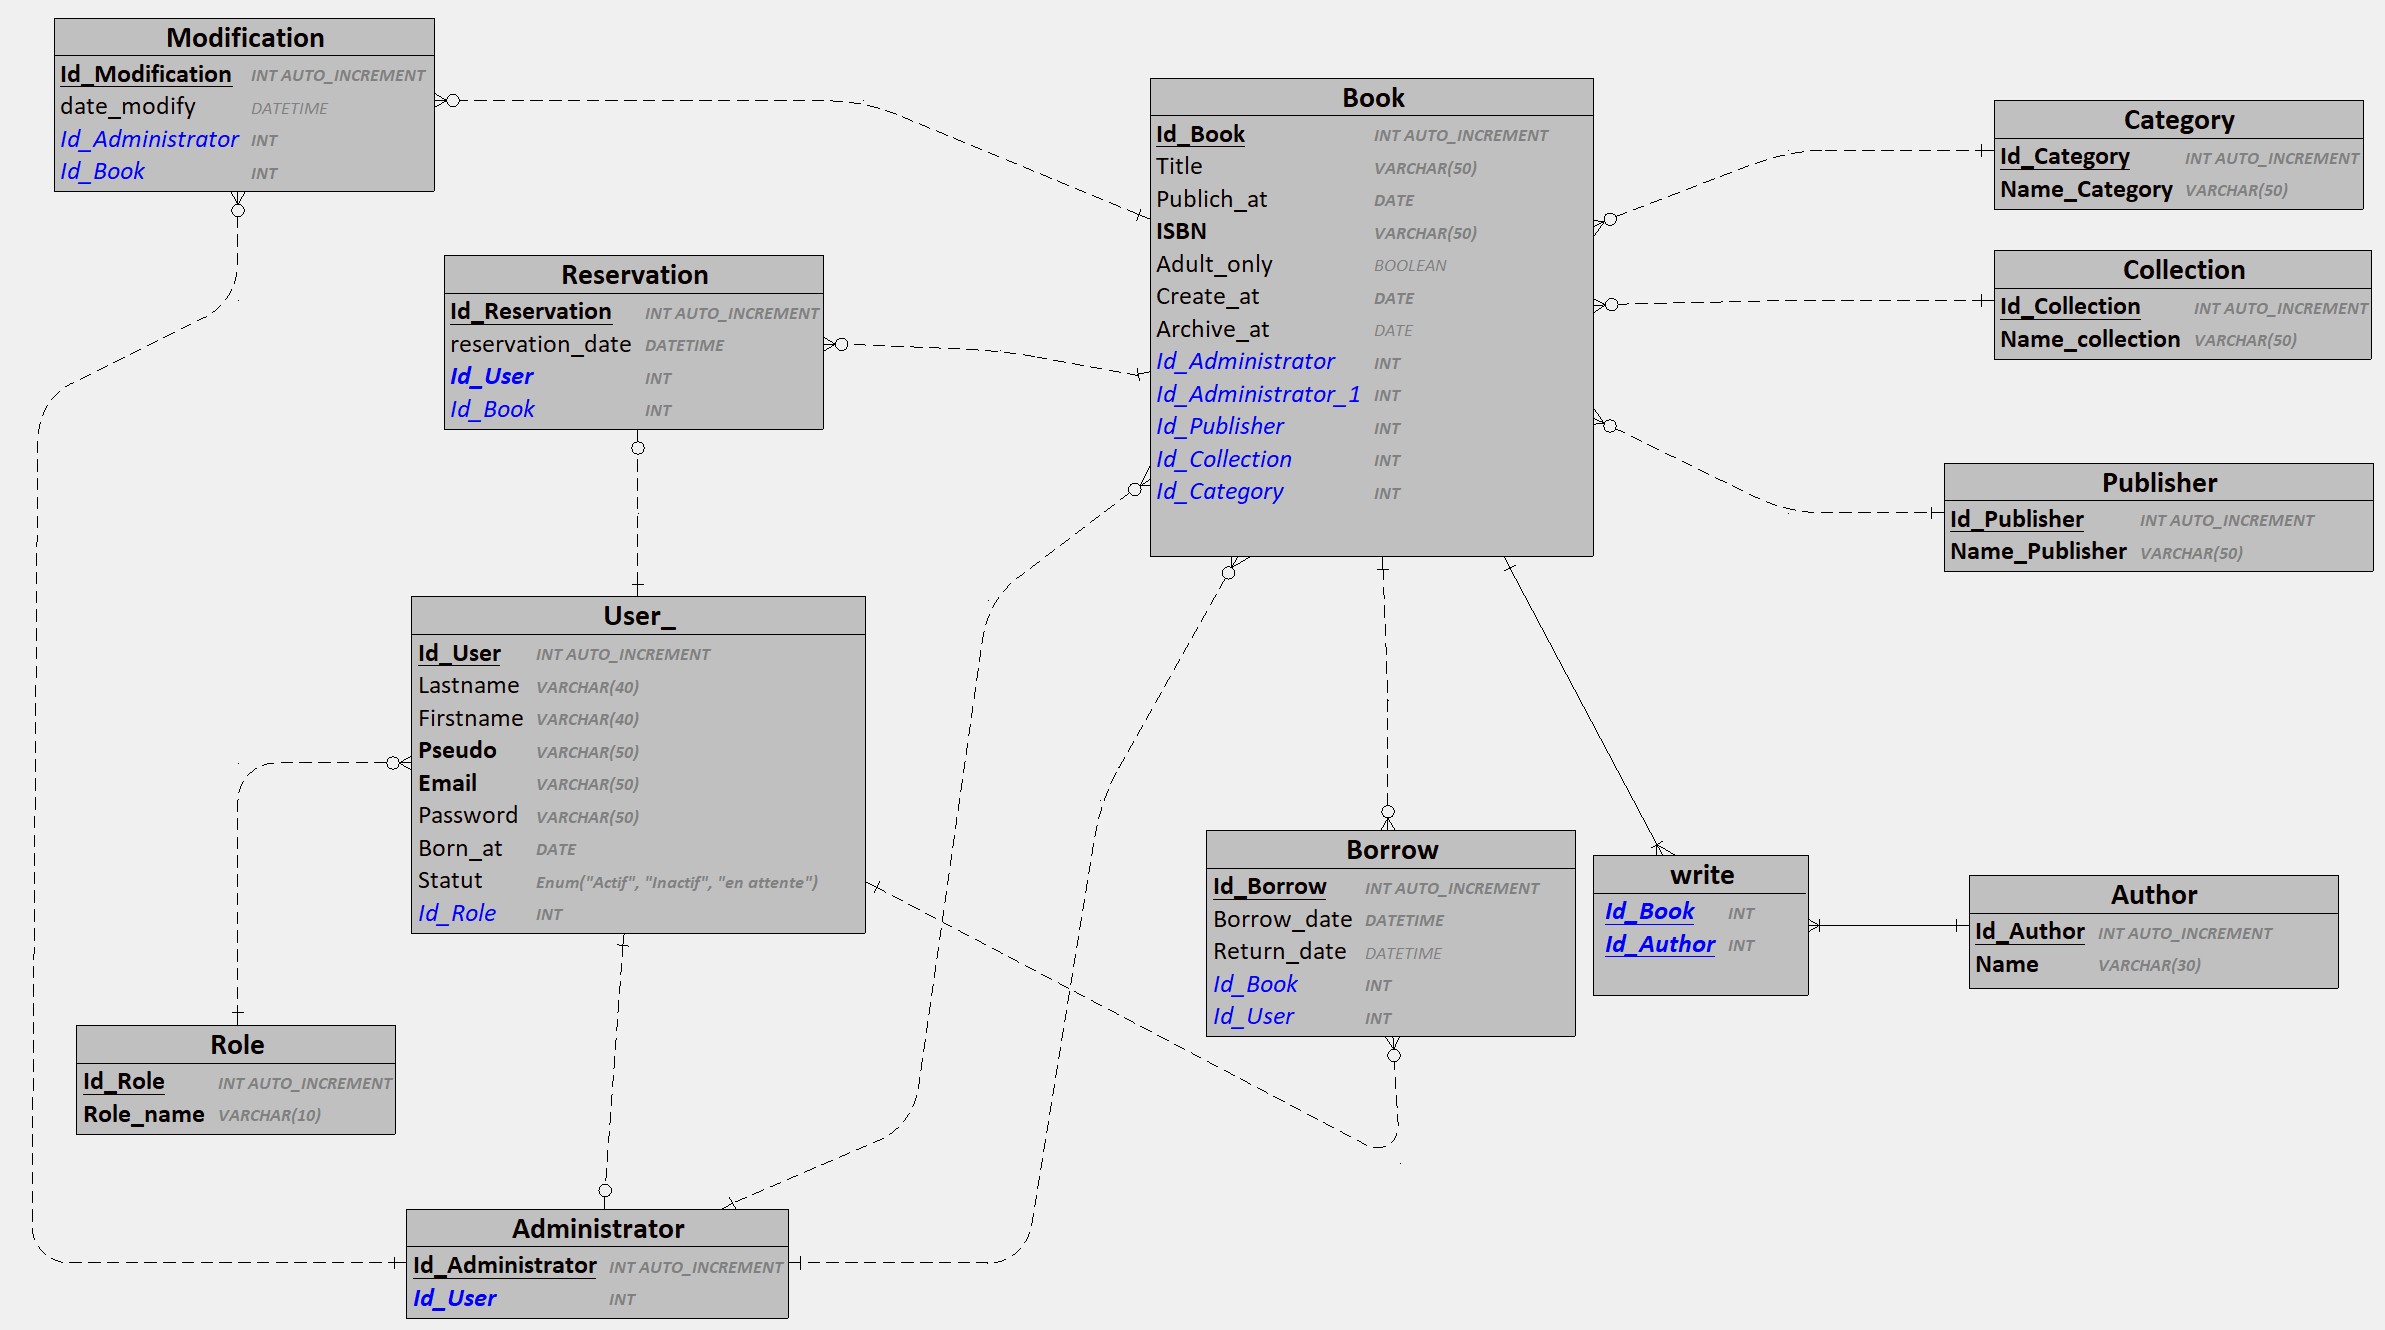 Modification
Id_Modification INT AUTO_INCREMENT
date_modify DATETIME
Id_Administrator INT
Id_Book INT
Book
Id_Book INT AUTO_INCREMENT
Title VARCHAR(50)
Publich_at DATE
ISBN VARCHAR(50)
Adult_only BOOLEAN
Create_at DATE
Archive_at DATE
Id_Administrator INT
Id_Administrator_1 INT
Id_Publisher INT
Id_Collection INT
Id_Category INT
Category
Id_Category INT AUTO_INCREMENT
Name_Category VARCHAR(50)
Reservation
Id_Reservation INT AUTO_INCREMENT
reservation_date DATETIME
Id_User INT
Id_Book INT
Collection
Id_Collection INT AUTO_INCREMENT
Name_collection VARCHAR(50)
Publisher
Id_Publisher INT AUTO_INCREMENT
Name_Publisher VARCHAR(50)
User_
Id_User INT AUTO_INCREMENT
Lastname VARCHAR(40)
Firstname VARCHAR(40)
Pseudo VARCHAR(50)
Email VARCHAR(50)
Password VARCHAR(50)
Born_at DATE
Statut Enum("Actif", "Inactif", "en attente")
Id_Role INT
Borrow
Id_Borrow INT AUTO_INCREMENT
Borrow_date DATETIME
Return_date DATETIME
Id_Book INT
Id_User INT
write
Id_Book INT
Id_Author INT
Author
Id_Author INT AUTO_INCREMENT
Name VARCHAR(30)
Role
Id_Role INT AUTO_INCREMENT
Role_name VARCHAR(10)
Administrator
Id_Administrator INT AUTO_INCREMENT
Id_User INT